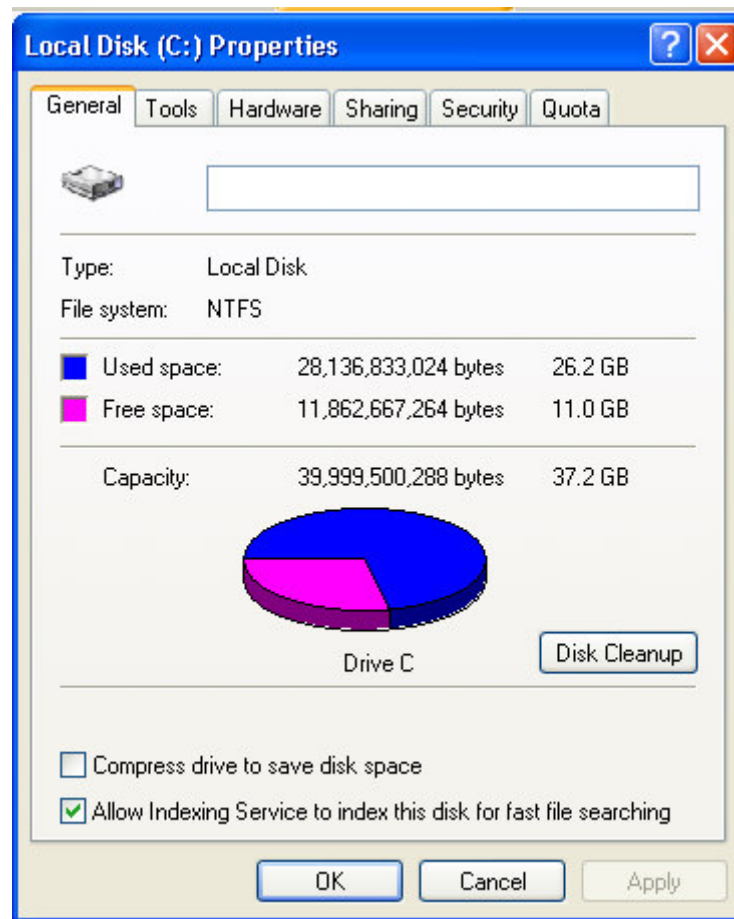 Local Disk (C:) Properties
General Tools Hardware Sharing Security Quota
Type: Local Disk
File system: NTFS
Used space: 28,136,833,024 bytes 26.2 GB
Free space: 11,862,667,264 bytes 11.0 GB
Capacity: 39,999,500,288 bytes 37.2 GB
Drive C
Disk Cleanup
Compress drive to save disk space
Allow Indexing Service to index this disk for fast file searching
OK Cancel Apply